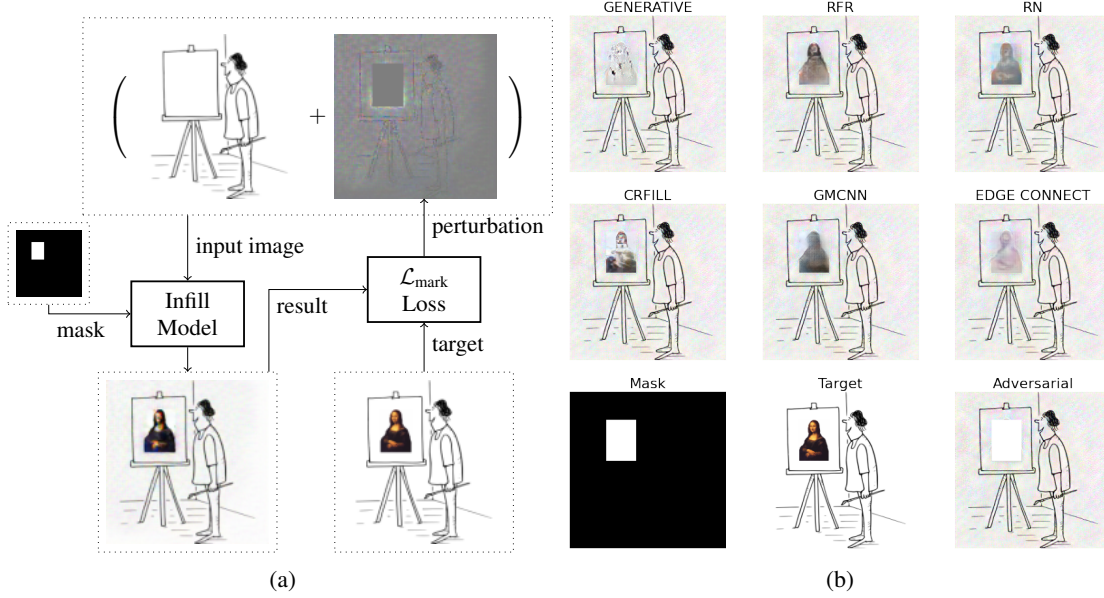 +
input image
perturbation
mask
Infill
Model
result
ℒmark
Loss
target
(a)
GENERATIVE
RFR
RN
CRFILL
GMCNN
EDGE CONNECT
Mask
Target
Adversarial
(b)